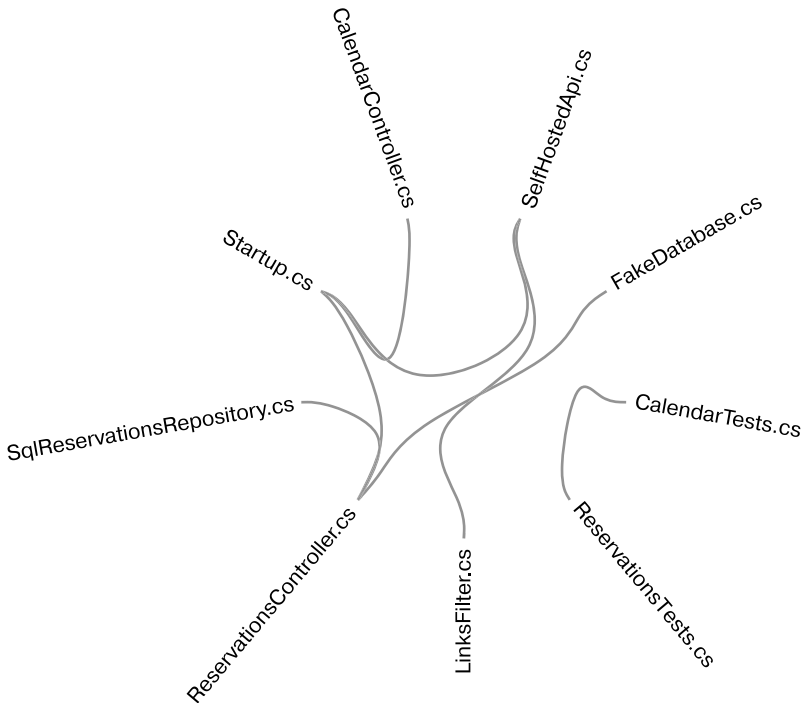 CalendarController.cs
SelfHostedApi.cs
FakeDatabase.cs
Startup.cs
CalendarTests.cs
SqlReservationsRepository.cs
ReservationsController.cs
LinksFilter.cs
ReservationsTests.cs